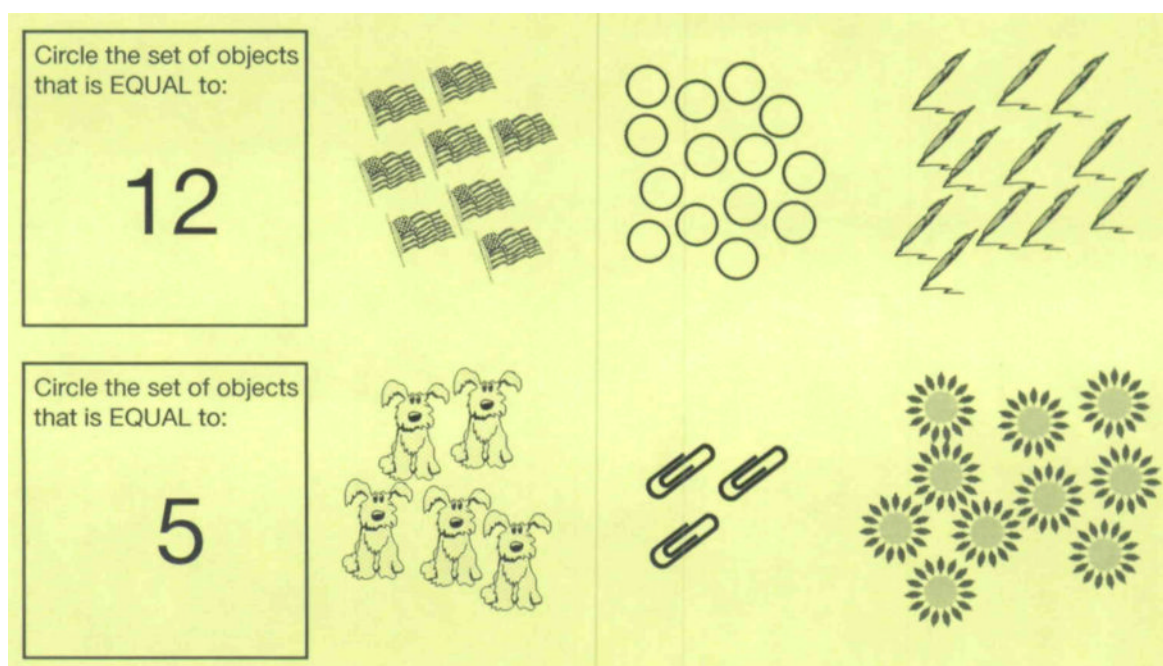 Circle the set of objects
that is EQUAL to:
12
Circle the set of objects
that is EQUAL to:
5